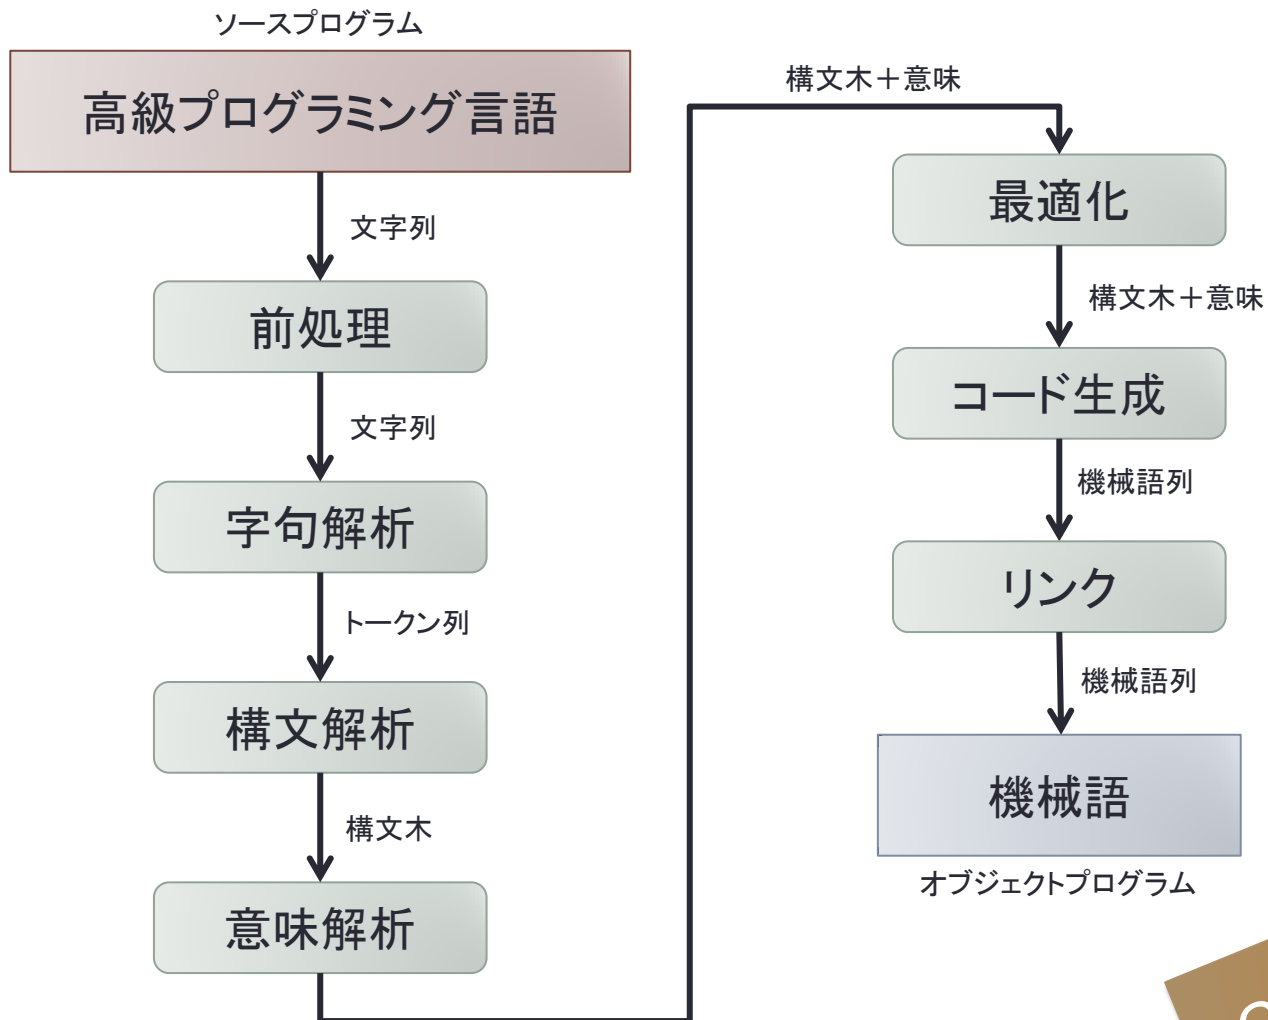 ソースプログラム
高級プログラミング言語
文字列
前処理
文字列
字句解析
トークン列
構文解析
構文木
意味解析
構文木＋意味
最適化
構文木＋意味
コード生成
機械語列
リンク
機械語列
機械語
オブジェクトプログラム